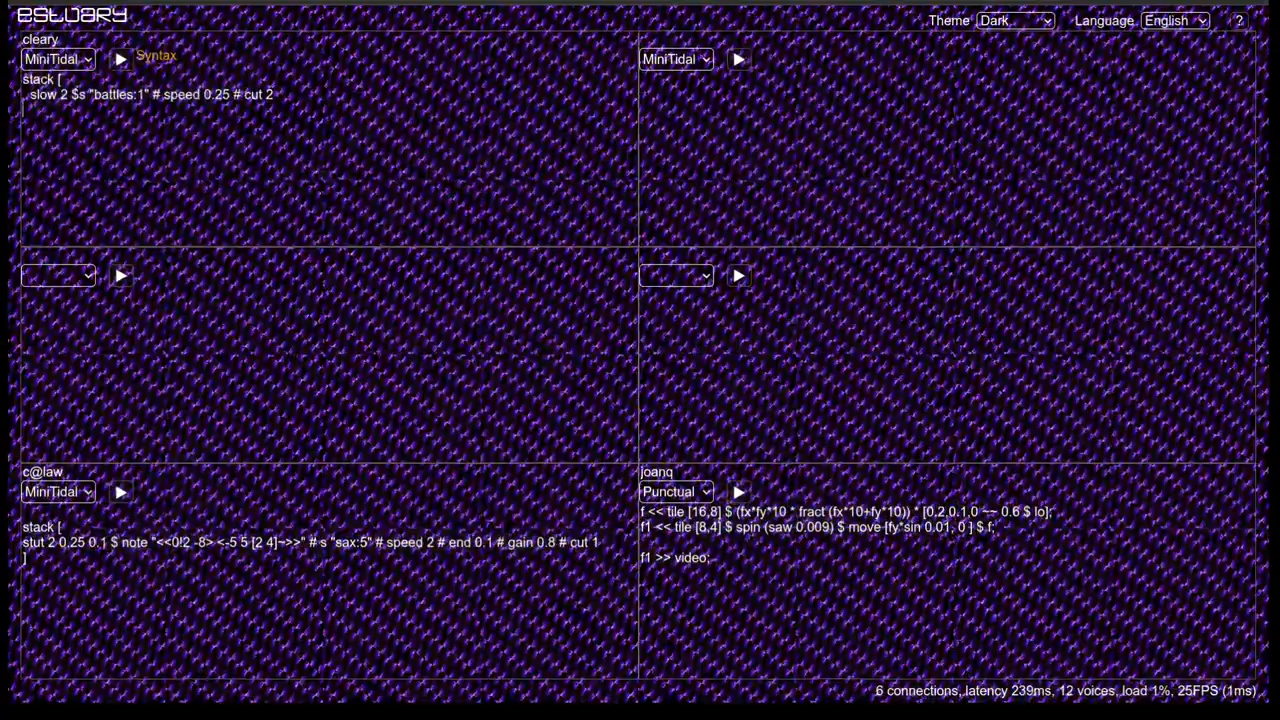 estuary
Theme Dark Language English ?
cleary
MiniTidal Syntax
stack [
slow 2 $s "battles:1" # speed 0.25 # cut 2
MiniTidal
c@law
MiniTidal
stack [
stut 2 0.25 0.1 $ note "<<0!2 -8> <-5 5 [2 4]~>>" # s "sax:5" # speed 2 # end 0.1 # gain 0.8 # cut 1
]
joanq
Punctual
f << tile [16,8] $ (fx*fy*10 * fract (fx*10+fy*10)) * [0,2,0.1,0 ~~ 0.6 $ lo];
f1 << tile [8,4] $ spin (saw 0.009) $ move [fy*sin 0.01, 0 ] $ f;
f1 >> video;
6 connections, latency 239ms, 12 voices, load 1%, 25FPS (1ms)